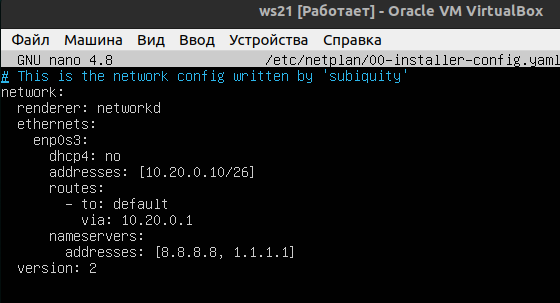 ws21 [Работает] - Oracle VM VirtualBox
Файл Машина Вид Ввод Устройства Справка
GNU nano 4.8 /etc/netplan/00-installer-config.yaml
# This is the network config written by 'subiquity'
network:
  renderer: networkd
  ethernets:
    enp0s3:
      dhcp4: no
      addresses: [10.20.0.10/26]
      routes:
        - to: default
          via: 10.20.0.1
      nameservers:
        addresses: [8.8.8.8, 1.1.1.1]
  version: 2